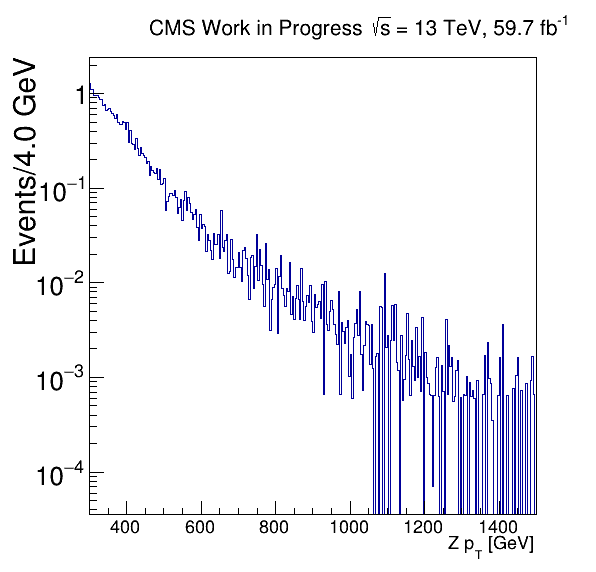 CMS Work in Progress √s = 13 TeV, 59.7 fb⁻¹
Events/4.0 GeV
1
10⁻¹
10⁻²
10⁻³
10⁻⁴
400 600 800 1000 1200 1400
Z p_T [GeV]